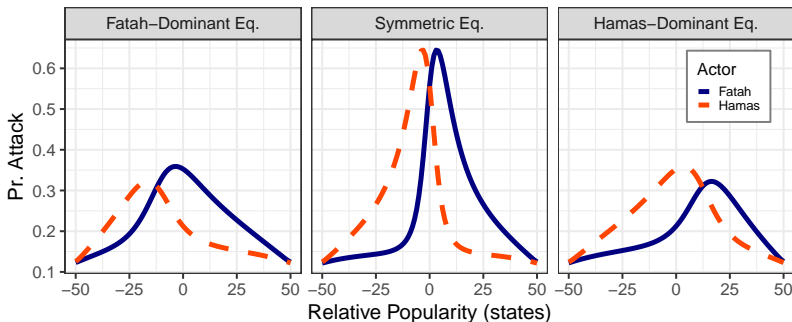 Fatah−Dominant Eq. Symmetric Eq. Hamas−Dominant Eq.
Pr. Attack
0.6
0.5
0.4
0.3
0.2
0.1
Actor
Fatah
Hamas
−50 −25 0 25 50 −50 −25 0 25 50 −50 −25 0 25 50
Relative Popularity (states)